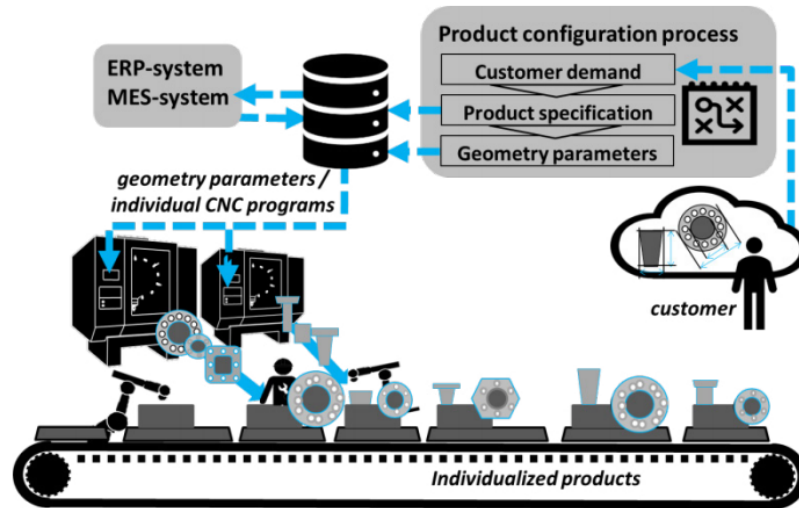 Product configuration process
Customer demand
Product specification
Geometry parameters
ERP-system
MES-system
geometry parameters /
individual CNC programs
customer
Individualized products